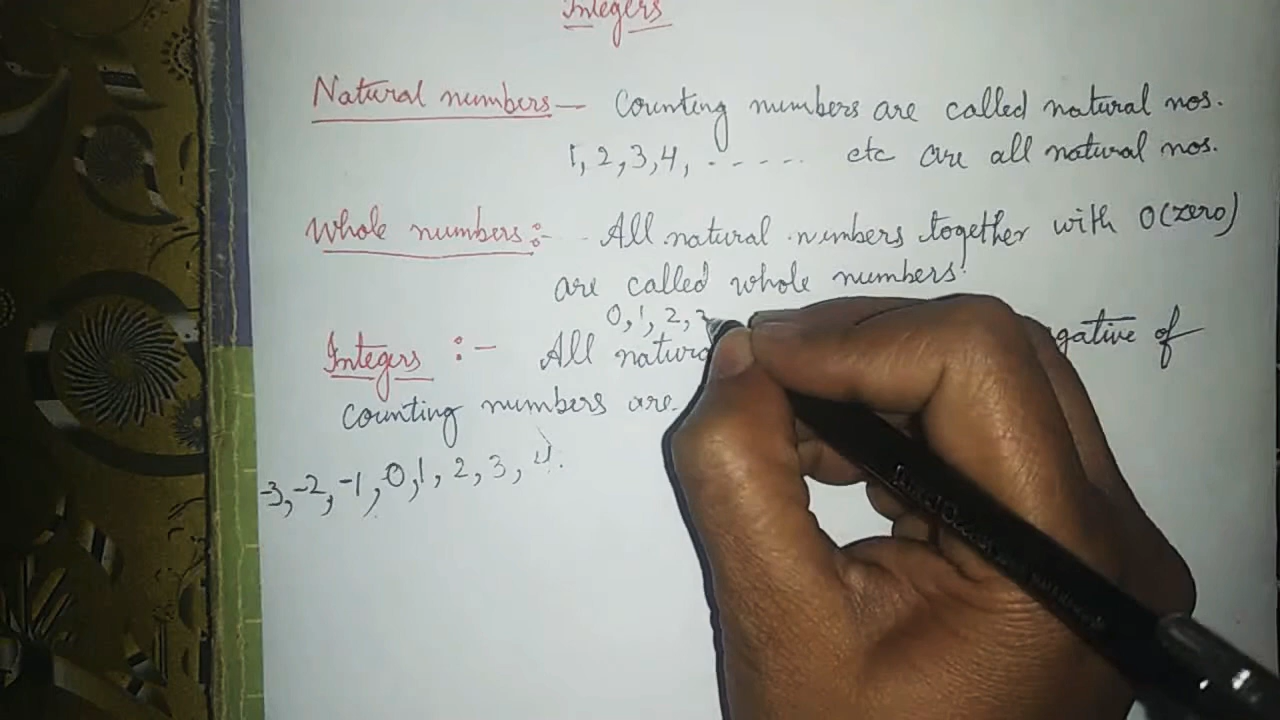 Integers
Natural numbers — Counting numbers are called natural nos.
1, 2, 3, 4, ------ etc are all natural nos.
Whole numbers :- All natural numbers together with 0 (zero)
are called whole numbers.
0, 1, 2,
Integers :- All of
counting numbers are
-3, -2, -1, 0, 1, 2, 3, 4.